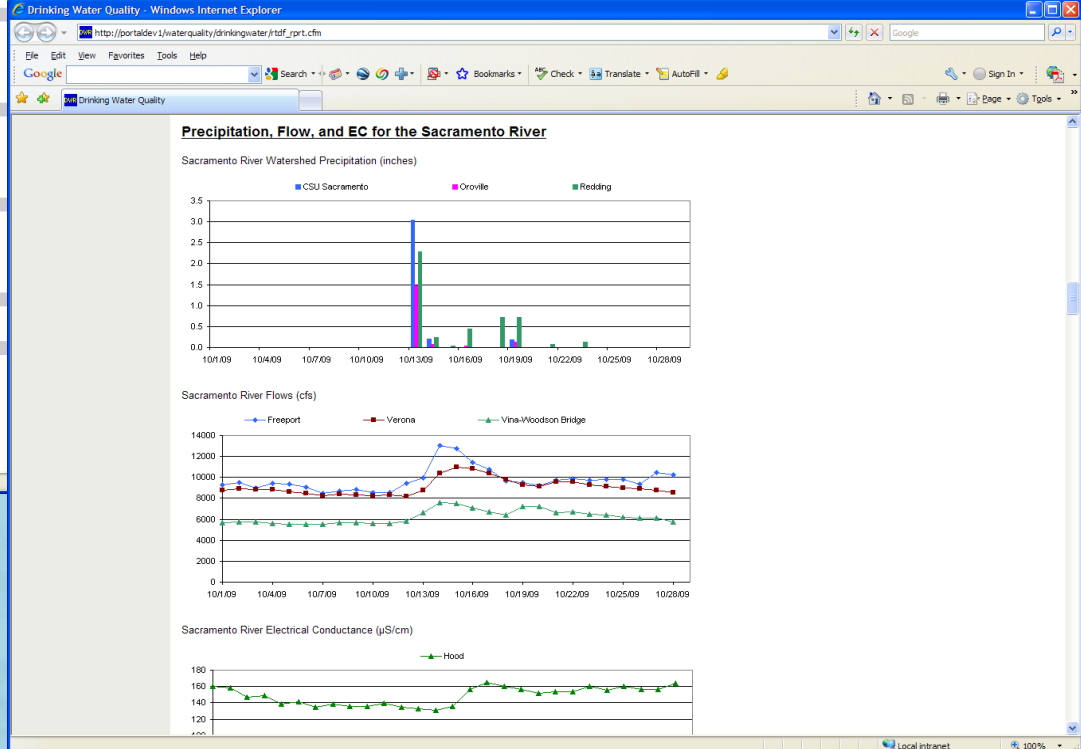 Drinking Water Quality - Windows Internet Explorer
http://portaldev1/waterquality/drinkingwater/rtdf_rprt.cfm
Google
File Edit View Favorites Tools Help
Google Search Bookmarks Check Translate AutoFill Sign In
Drinking Water Quality Page Tools
Precipitation, Flow, and EC for the Sacramento River
Sacramento River Watershed Precipitation (inches)
CSU Sacramento Oroville Redding
3.5
3.0
2.5
2.0
1.5
1.0
0.5
0.0
10/1/09 10/4/09 10/7/09 10/10/09 10/13/09 10/16/09 10/19/09 10/22/09 10/25/09 10/28/09
Sacramento River Flows (cfs)
Freeport Verona Vina-Woodson Bridge
14000
12000
10000
8000
6000
4000
2000
0
10/1/09 10/4/09 10/7/09 10/10/09 10/13/09 10/16/09 10/19/09 10/22/09 10/25/09 10/28/09
Sacramento River Electrical Conductance (µS/cm)
Hood
180
160
140
120
Local intranet 100%